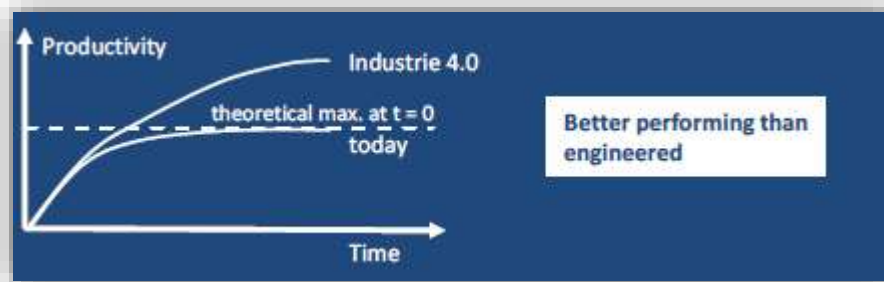 Productivity
Industrie 4.0
theoretical max. at t = 0
today
Time
Better performing than
engineered